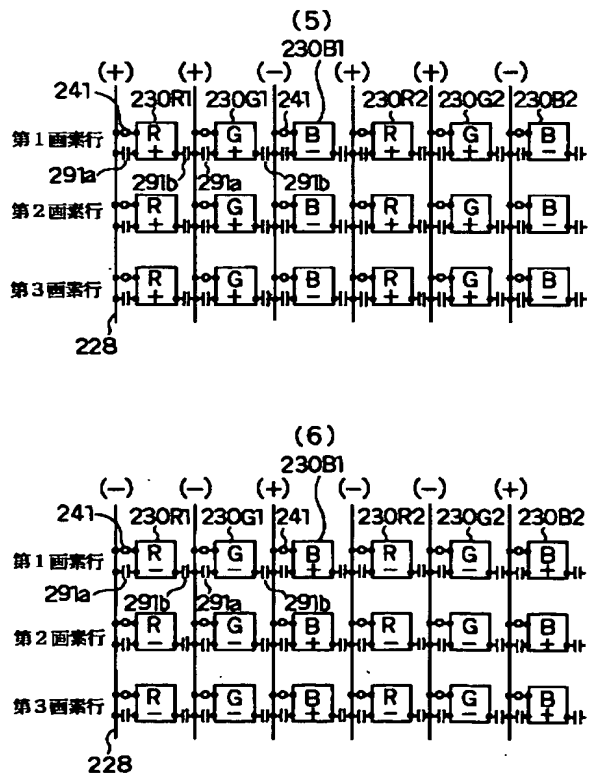 (5)
230B1
(+) (+) (-) (+) (+) (-)
241 230R1 230G1 241 230R2 230G2 230B2
第1画素行 R G B R G B
+ + - + + -
291a 291b 291a 291b
第2画素行 R G B R G B
+ + - + + -
第3画素行 R G B R G B
+ + - + + -
228
(6)
230B1
(-) (-) (+) (-) (-) (+)
241 230R1 230G1 241 230R2 230G2 230B2
第1画素行 R G B R G B
- - + - - +
291a 291b 291a 291b
第2画素行 R G B R G B
- - + - - +
第3画素行 R G B R G B
- - + - - +
228